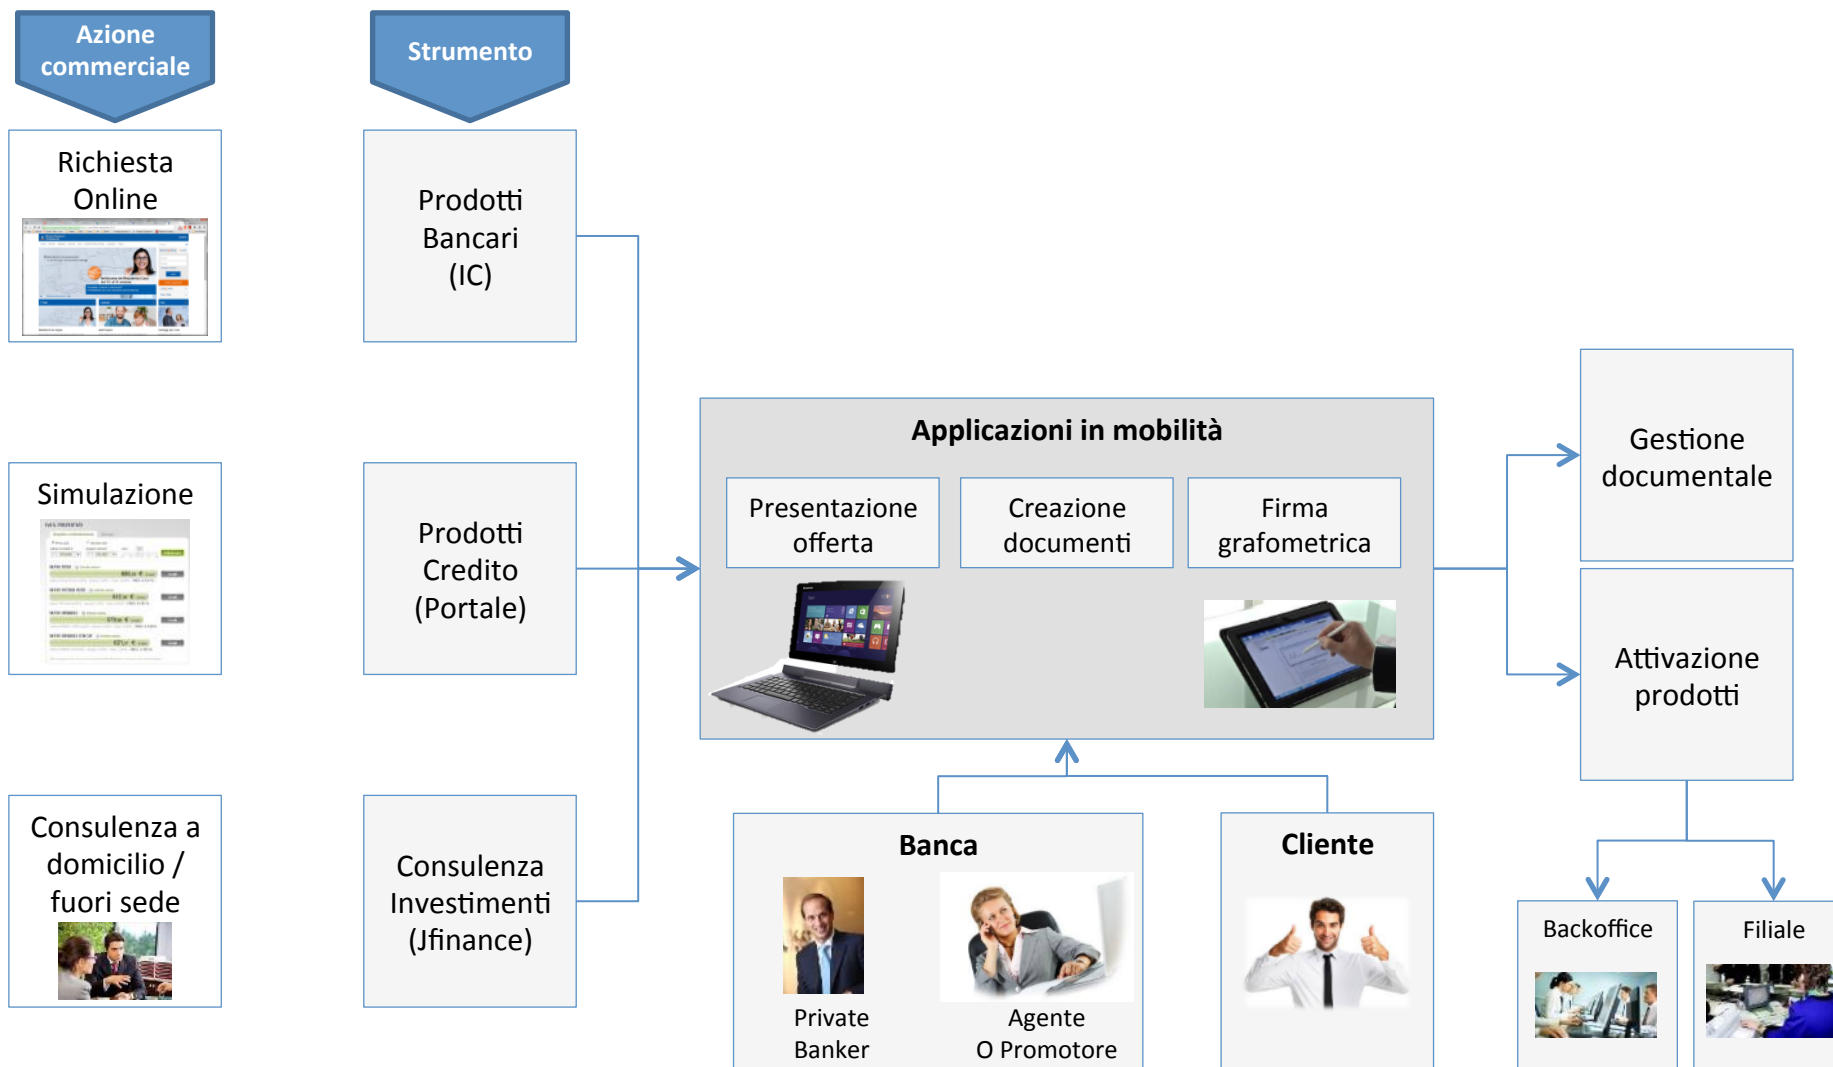 Azione
commerciale
Strumento
Richiesta
Online
Prodotti
Bancari
(IC)
Simulazione
Prodotti
Credito
(Portale)
Consulenza a
domicilio /
fuori sede
Consulenza
Investimenti
(Jfinance)
Applicazioni in mobilità
Presentazione
offerta
Creazione
documenti
Firma
grafometrica
Gestione
documentale
Attivazione
prodotti
Banca
Private
Banker
Agente
O Promotore
Cliente
Backoffice
Filiale